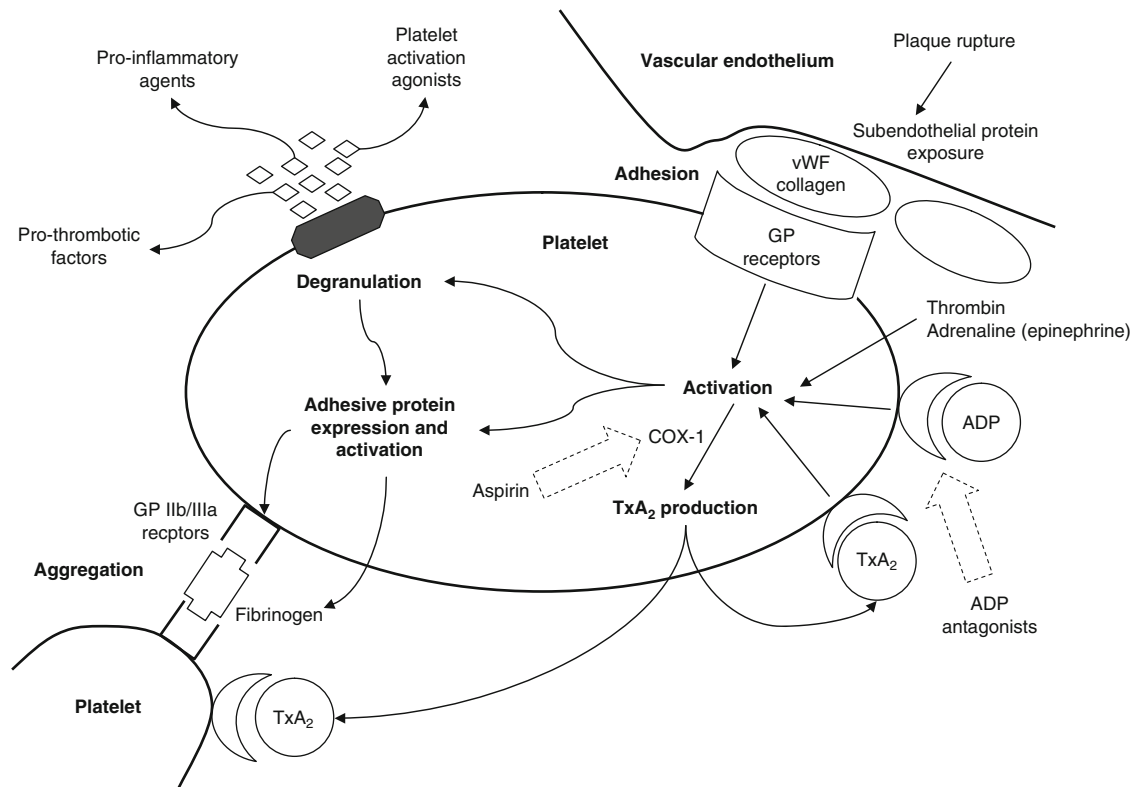 Platelet
activation
agonists
Pro-inflammatory
agents
Plaque rupture
Vascular endothelium
Subendothelial protein
exposure
Adhesion
vWF
collagen
Pro-thrombotic
factors
Platelet
GP
receptors
Degranulation
Thrombin
Adrenaline (epinephrine)
Activation
Adhesive protein
expression and
activation
ADP
COX-1
Aspirin
TxA₂ production
GP IIb/IIIa
recptors
TxA₂
Aggregation
Fibrinogen
ADP
antagonists
Platelet
TxA₂